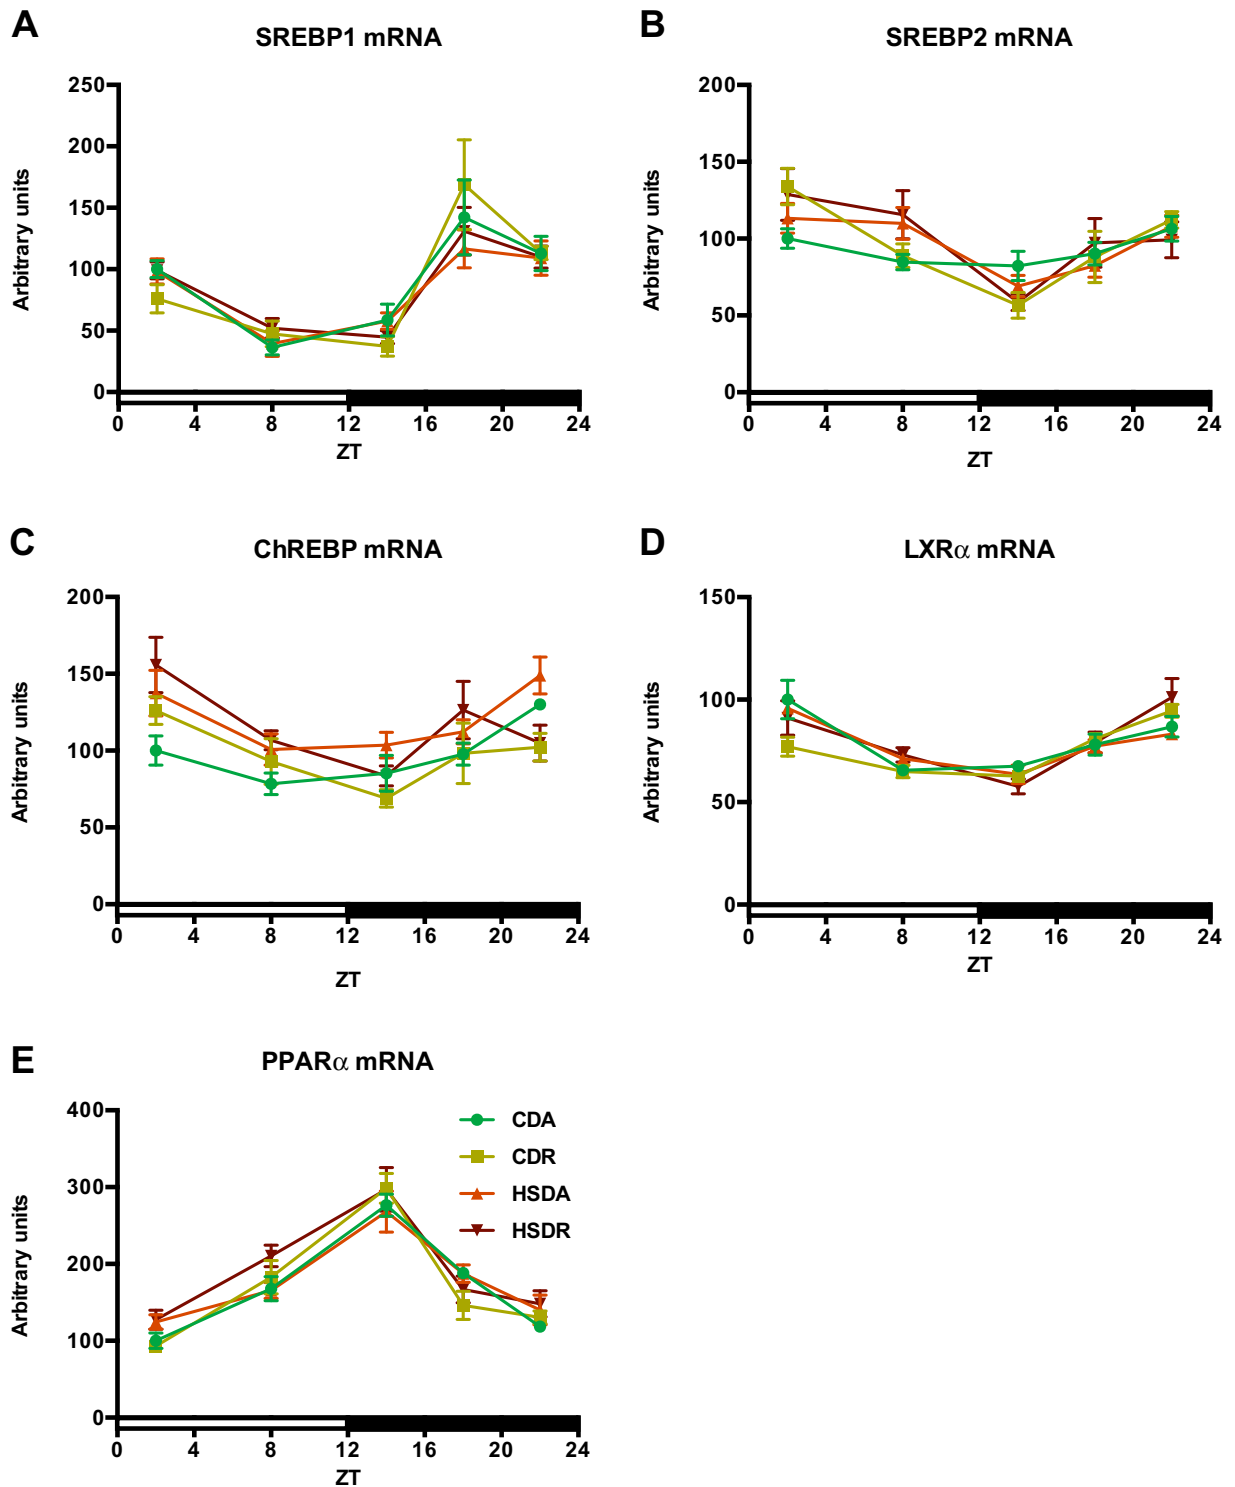 A
SREBP1 mRNA
Arbitrary units
250
200
150
100
50
0
0 4 8 12 16 20 24
ZT
B
SREBP2 mRNA
Arbitrary units
200
150
100
50
0
0 4 8 12 16 20 24
ZT
C
ChREBP mRNA
Arbitrary units
200
150
100
50
0
0 4 8 12 16 20 24
ZT
D
LXRα mRNA
Arbitrary units
150
100
50
0
0 4 8 12 16 20 24
ZT
E
PPARα mRNA
Arbitrary units
400
300
200
100
0
0 4 8 12 16 20 24
ZT
CDA
CDR
HSDA
HSDR